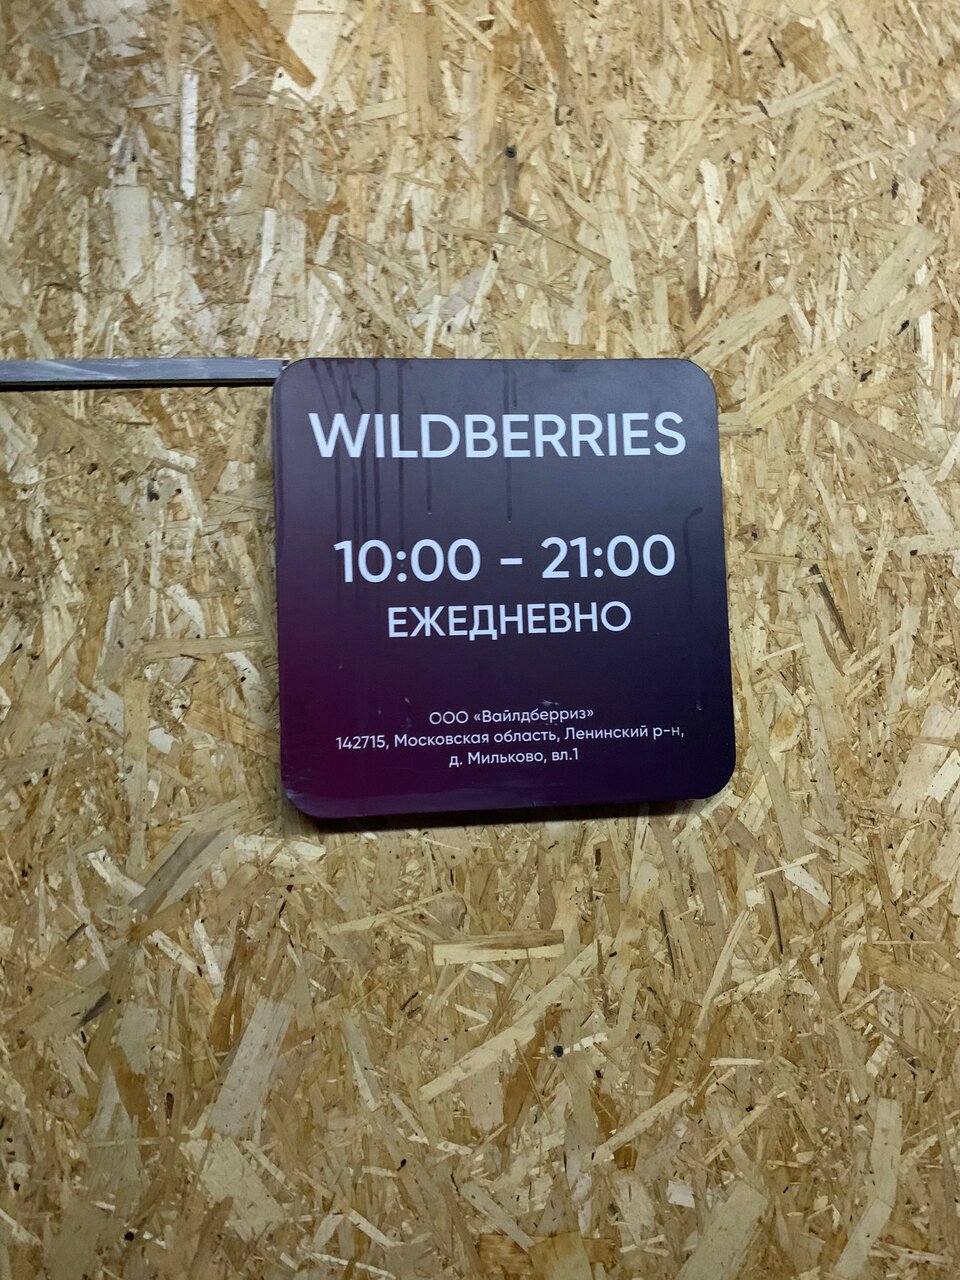 WILDBERRIES
10:00 - 21:00
ЕЖЕДНЕВНО
ООО «Вайлдберриз»
142715, Московская область, Ленинский р-н,
д. Мильково, вл.1